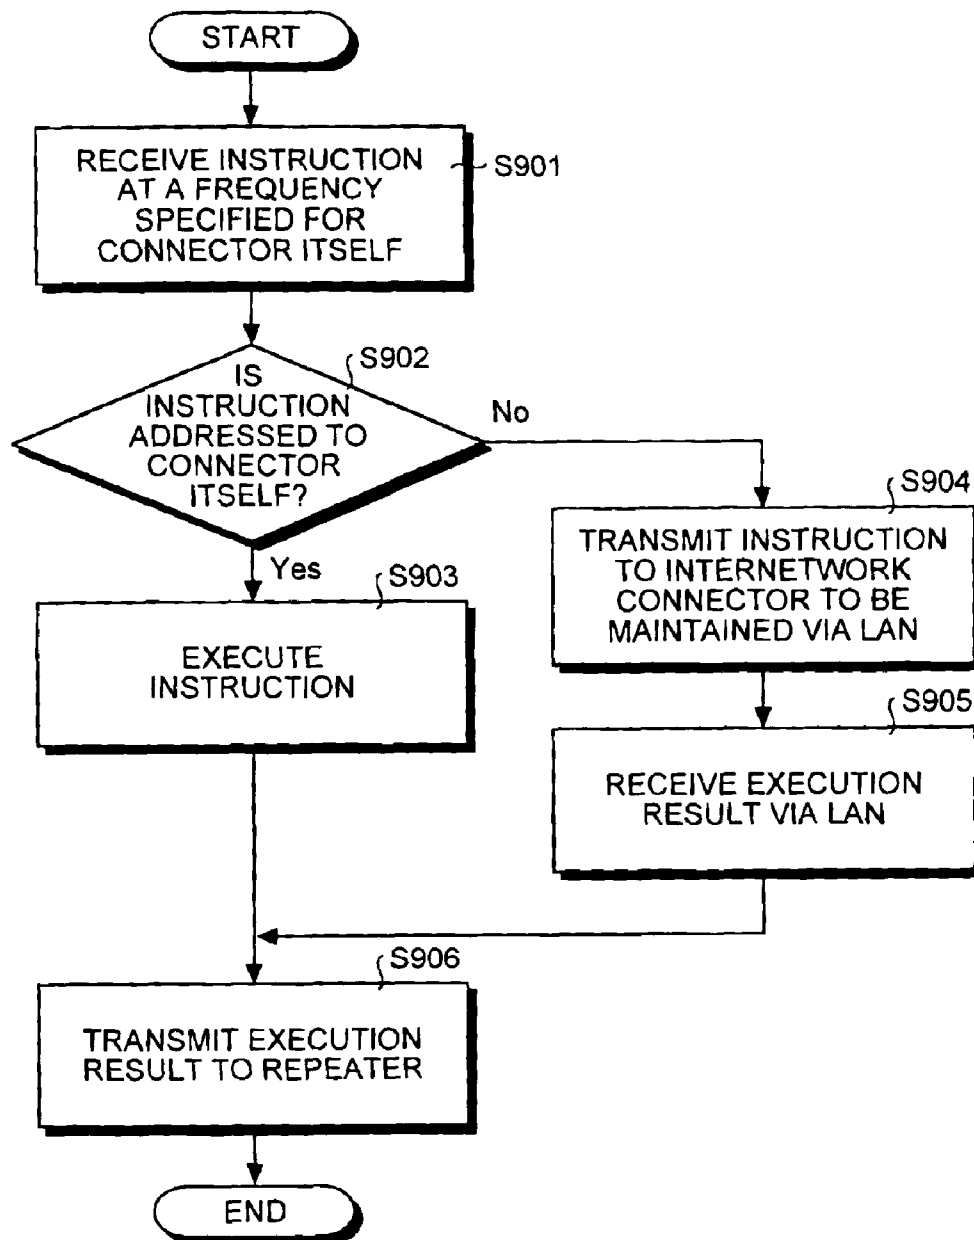 START
RECEIVE INSTRUCTION
AT A FREQUENCY
SPECIFIED FOR
CONNECTOR ITSELF
S901
S902
IS
INSTRUCTION
ADDRESSED TO
CONNECTOR
ITSELF?
No
Yes
S903
EXECUTE
INSTRUCTION
S904
TRANSMIT INSTRUCTION
TO INTERNETWORK
CONNECTOR TO BE
MAINTAINED VIA LAN
S905
RECEIVE EXECUTION
RESULT VIA LAN
S906
TRANSMIT EXECUTION
RESULT TO REPEATER
END